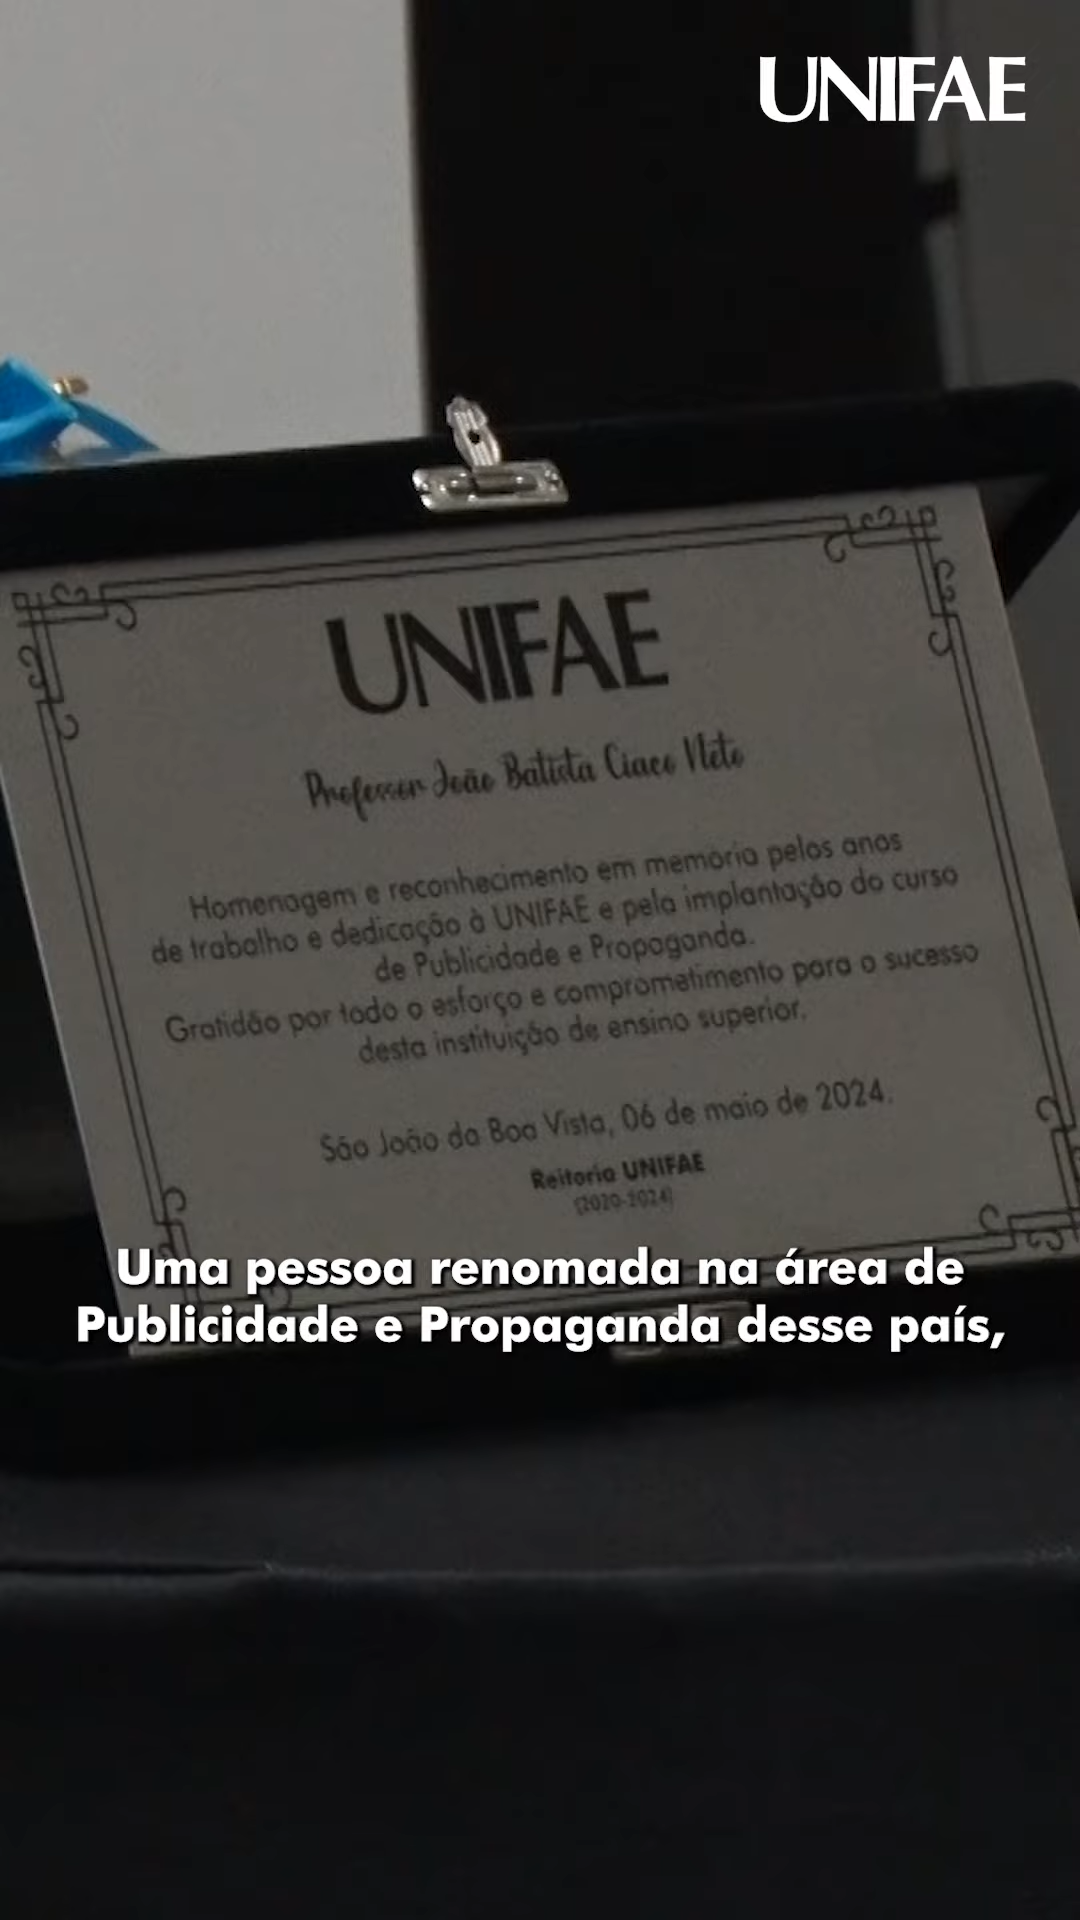 UNIFAE
UNIFAE
Professor João Batista Ciaco Neto
Homenagem e reconhecimento em memória pelos anos
de trabalho e dedicação à UNIFAE e pela implantação do curso
de Publicidade e Propaganda.
Gratidão por todo o esforço e comprometimento para o sucesso
desta instituição de ensino superior.
São João da Boa Vista, 06 de maio de 2024.
Reitoria UNIFAE
(2020-2024)
Uma pessoa renomada na área de
Publicidade e Propaganda desse país,